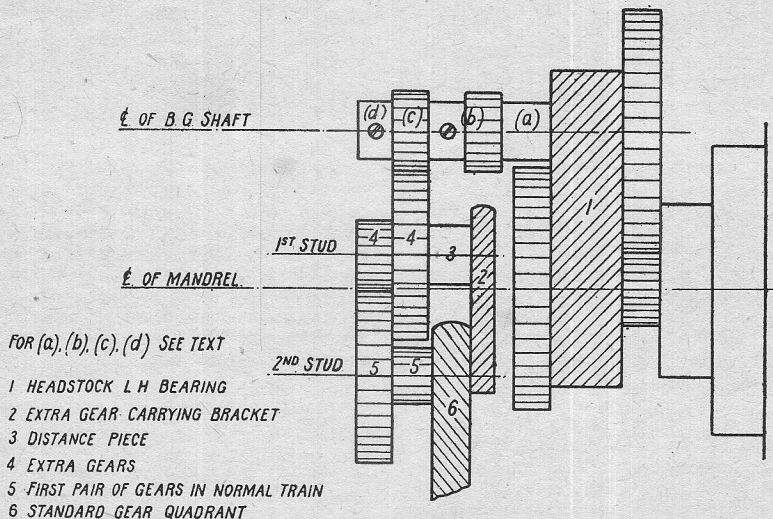 (d) (c) (b) (a)
℄ OF B.G. SHAFT
1
4 4 3
1ST STUD
2
℄ OF MANDREL.
FOR (a), (b), (c), (d) SEE TEXT
2ND STUD
5 5
6
1 HEADSTOCK L H BEARING
2 EXTRA GEAR CARRYING BRACKET
3 DISTANCE PIECE
4 EXTRA GEARS
5 FIRST PAIR OF GEARS IN NORMAL TRAIN
6 STANDARD GEAR QUADRANT